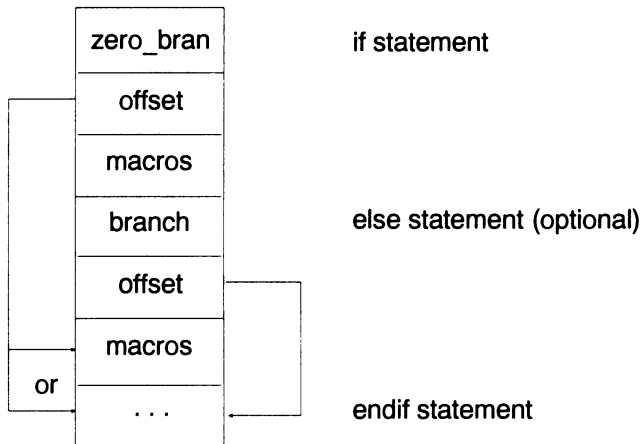 zero_bran if statement
offset
macros
branch else statement (optional)
offset
macros
or
. . . endif statement